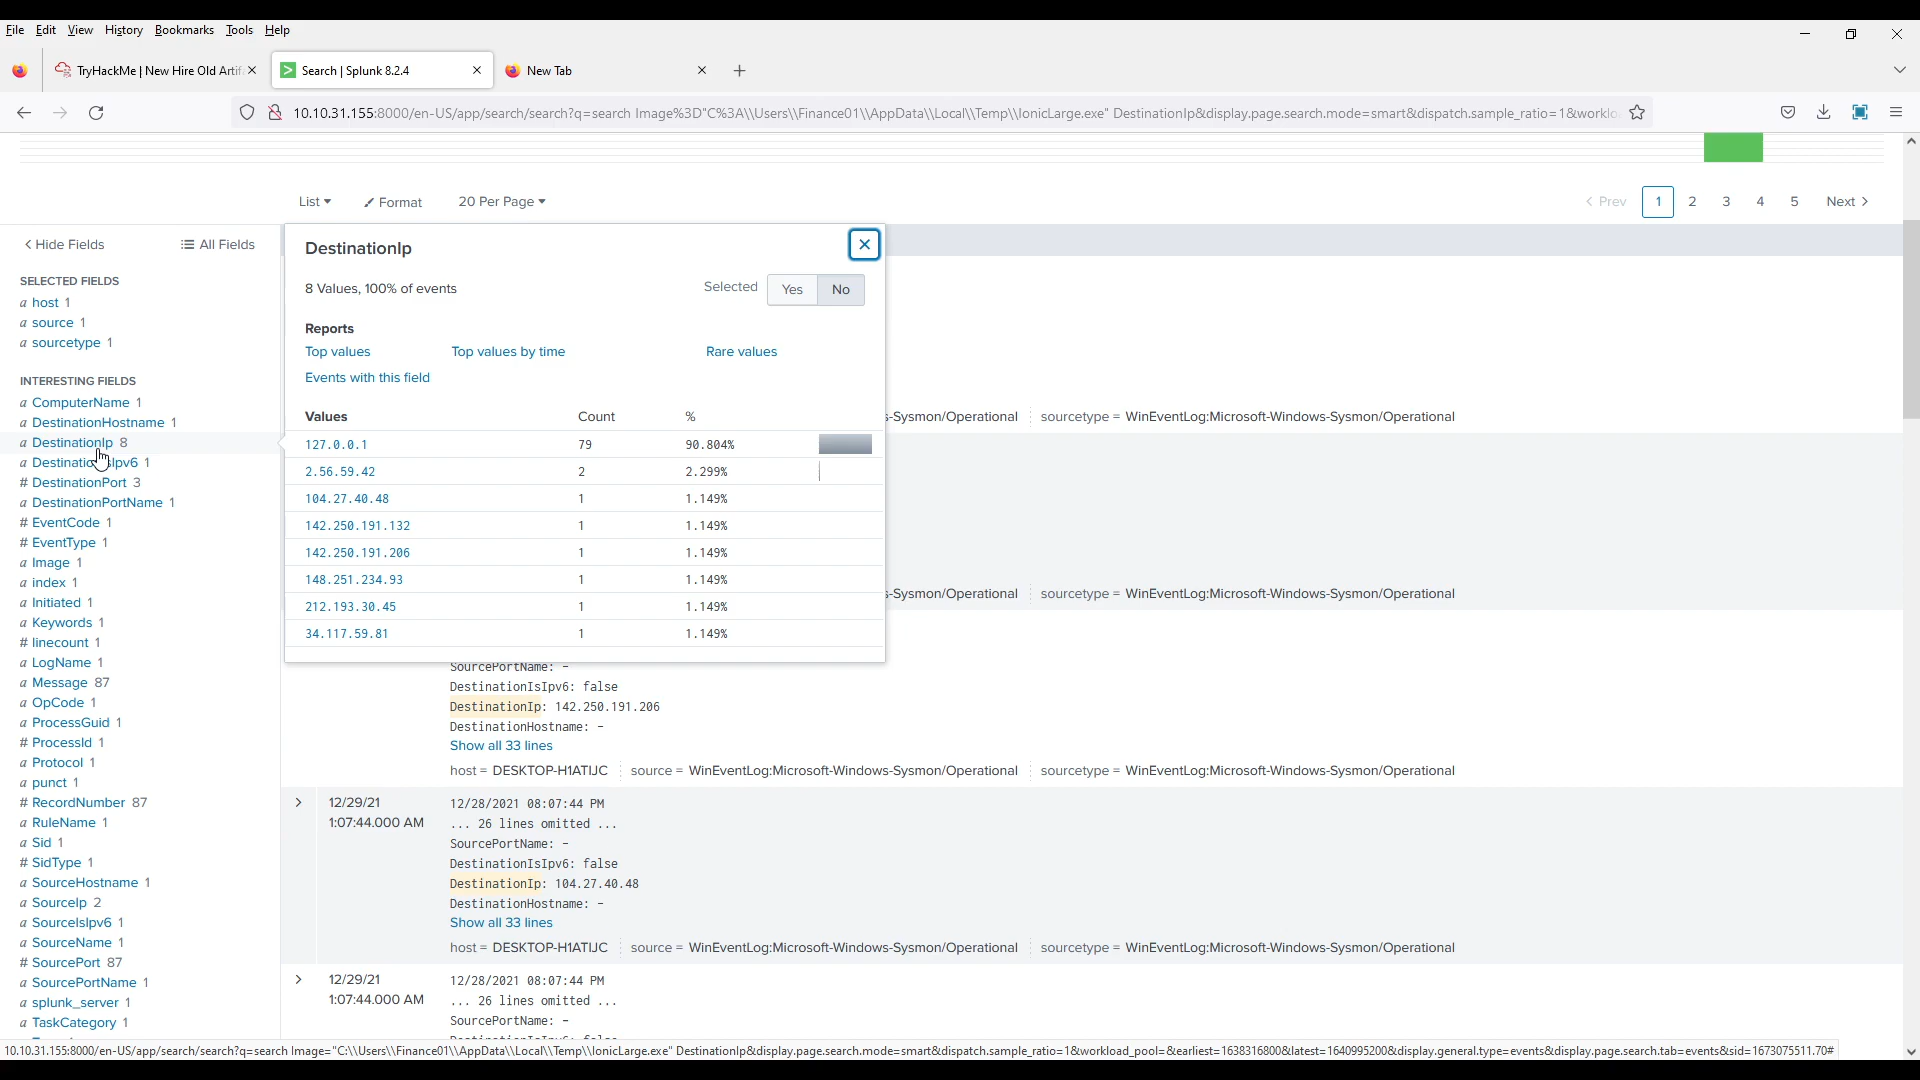 File Edit View History Bookmarks Tools Help
TryHackMe | New Hire Old Artif
Search | Splunk 8.2.4
New Tab
10.10.31.155:8000/en-US/app/search/search?q=search Image%3D"C%3A\\Users\\Finance01\\AppData\\Local\\Temp\\IonicLarge.exe" DestinationIp&display.page.search.mode=smart&dispatch.sample_ratio=1&worklo
List Format 20 Per Page
< Prev 1 2 3 4 5 Next >
< Hide Fields All Fields
SELECTED FIELDS
a host 1
a source 1
a sourcetype 1
INTERESTING FIELDS
a ComputerName 1
a DestinationHostname 1
a DestinationIp 8
# DestinationPort 3
a DestinationPortName 1
# EventCode 1
# EventType 1
a Image 1
a index 1
a Initiated 1
a Keywords 1
# linecount 1
a LogName 1
a Message 87
a OpCode 1
a ProcessGuid 1
# ProcessId 1
a Protocol 1
a punct 1
# RecordNumber 87
a RuleName 1
a Sid 1
# SidType 1
a SourceHostname 1
a SourceIp 2
a SourceIsIpv6 1
a SourceName 1
# SourcePort 87
a SourcePortName 1
a splunk_server 1
a TaskCategory 1
DestinationIp
8 Values, 100% of events
Selected Yes No
Reports
Top values Top values by time Rare values
Events with this field
Values Count %
127.0.0.1 79 90.804%
2.56.59.42 2 2.299%
104.27.40.48 1 1.149%
142.250.191.132 1 1.149%
142.250.191.206 1 1.149%
148.251.234.93 1 1.149%
212.193.30.45 1 1.149%
34.117.59.81 1 1.149%
-Sysmon/Operational sourcetype = WinEventLog:Microsoft-Windows-Sysmon/Operational
-Sysmon/Operational sourcetype = WinEventLog:Microsoft-Windows-Sysmon/Operational
SourcePortName: -
DestinationIsIpv6: false
DestinationIp: 142.250.191.206
DestinationHostname: -
Show all 33 lines
host = DESKTOP-H1ATIJC source = WinEventLog:Microsoft-Windows-Sysmon/Operational sourcetype = WinEventLog:Microsoft-Windows-Sysmon/Operational
> 12/29/21 12/28/2021 08:07:44 PM
1:07:44.000 AM ... 26 lines omitted ...
SourcePortName: -
DestinationIsIpv6: false
DestinationIp: 104.27.40.48
DestinationHostname: -
Show all 33 lines
host = DESKTOP-H1ATIJC source = WinEventLog:Microsoft-Windows-Sysmon/Operational sourcetype = WinEventLog:Microsoft-Windows-Sysmon/Operational
> 12/29/21 12/28/2021 08:07:44 PM
1:07:44.000 AM ... 26 lines omitted ...
SourcePortName: -
10.10.31.155:8000/en-US/app/search/search?q=search Image="C:\\Users\\Finance01\\AppData\\Local\\Temp\\IonicLarge.exe" DestinationIp&display.page.search.mode=smart&dispatch.sample_ratio=1&workload_pool=&earliest=1638316800&latest=1640995200&display.general.type=events&display.page.search.tab=events&sid=1673075511.70#